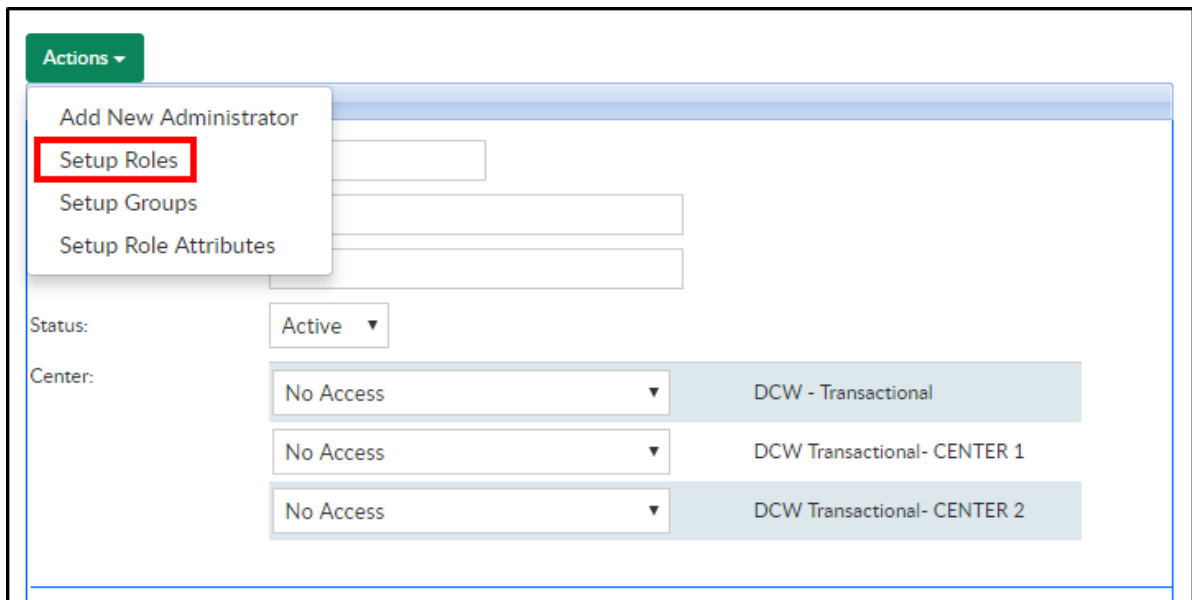 Actions
Add New Administrator
Setup Roles
Setup Groups
Setup Role Attributes
Status:
Active
Center:
No Access
DCW - Transactional
No Access
DCW Transactional- CENTER 1
No Access
DCW Transactional- CENTER 2